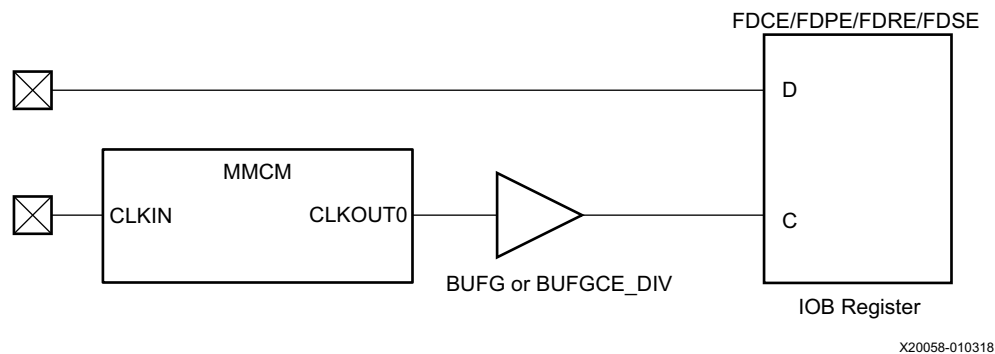 FDCE/FDPE/FDRE/FDSE
D
MMCM
CLKIN
CLKOUT0
C
BUFG or BUFGCE_DIV
IOB Register
X20058-010318